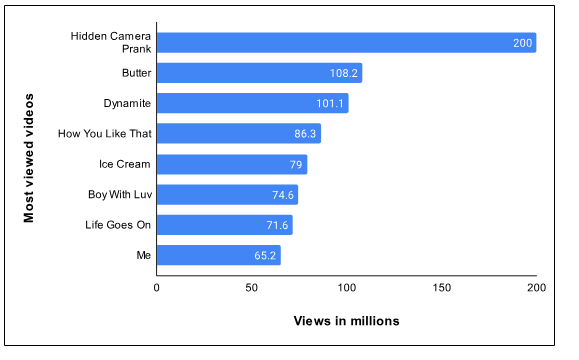 Most viewed videos
Hidden Camera
Prank
200
Butter
108.2
Dynamite
101.1
How You Like That
86.3
Ice Cream
79
Boy With Luv
74.6
Life Goes On
71.6
Me
65.2
0 50 100 150 200
Views in millions